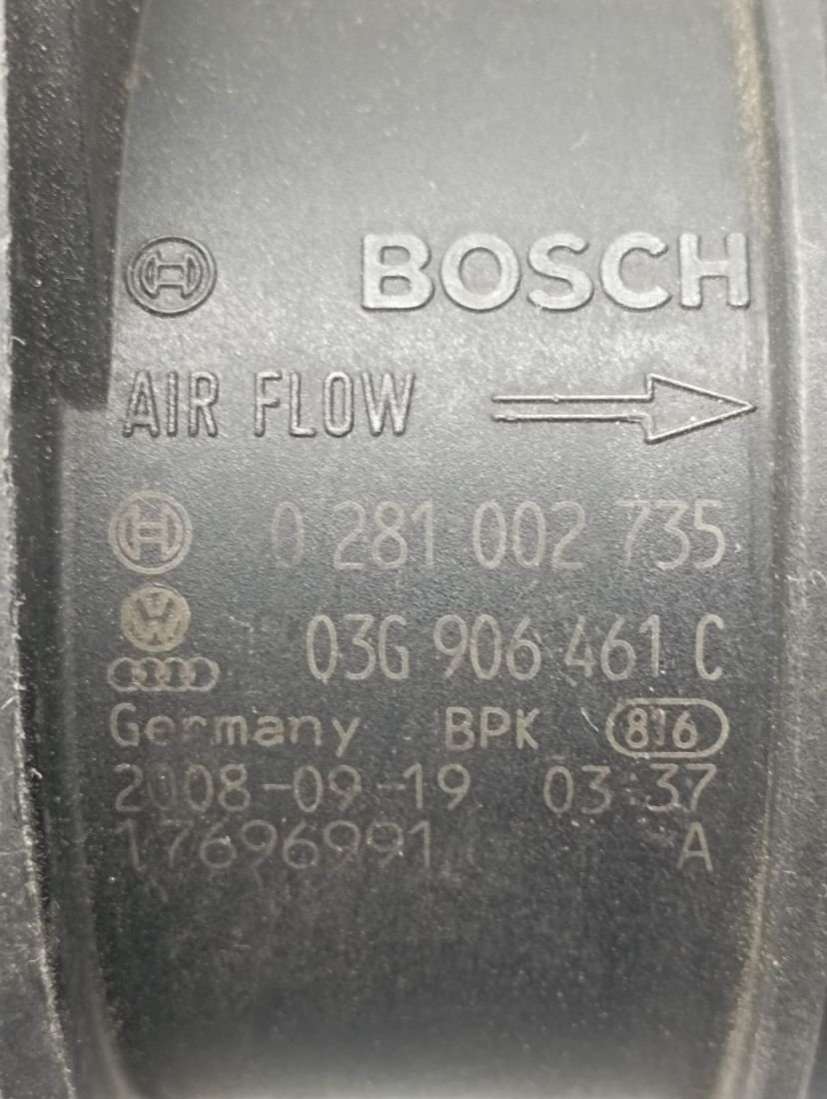 BOSCH
AIR FLOW
0 281 002 735
03G 906 461 C
Germany BPK 816
2008-09-19 03:37
17696991 A